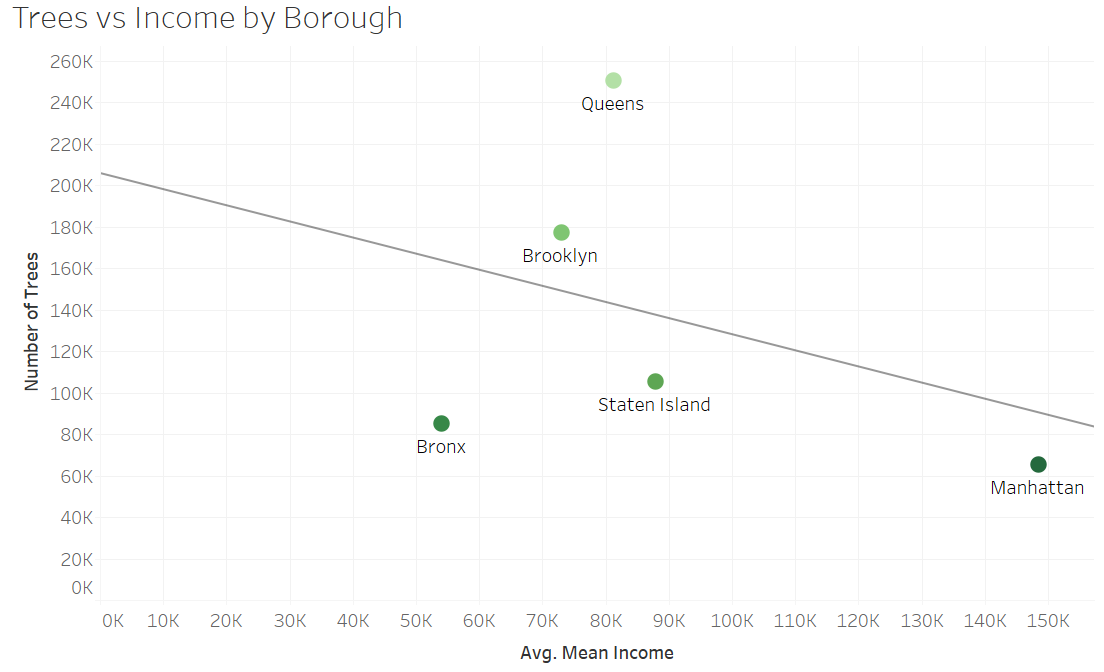 Trees vs Income by Borough
260K
240K
220K
200K
180K
160K
140K
120K
100K
80K
60K
40K
20K
0K
Number of Trees
Queens
Brooklyn
Staten Island
Bronx
Manhattan
0K 10K 20K 30K 40K 50K 60K 70K 80K 90K 100K 110K 120K 130K 140K 150K
Avg. Mean Income